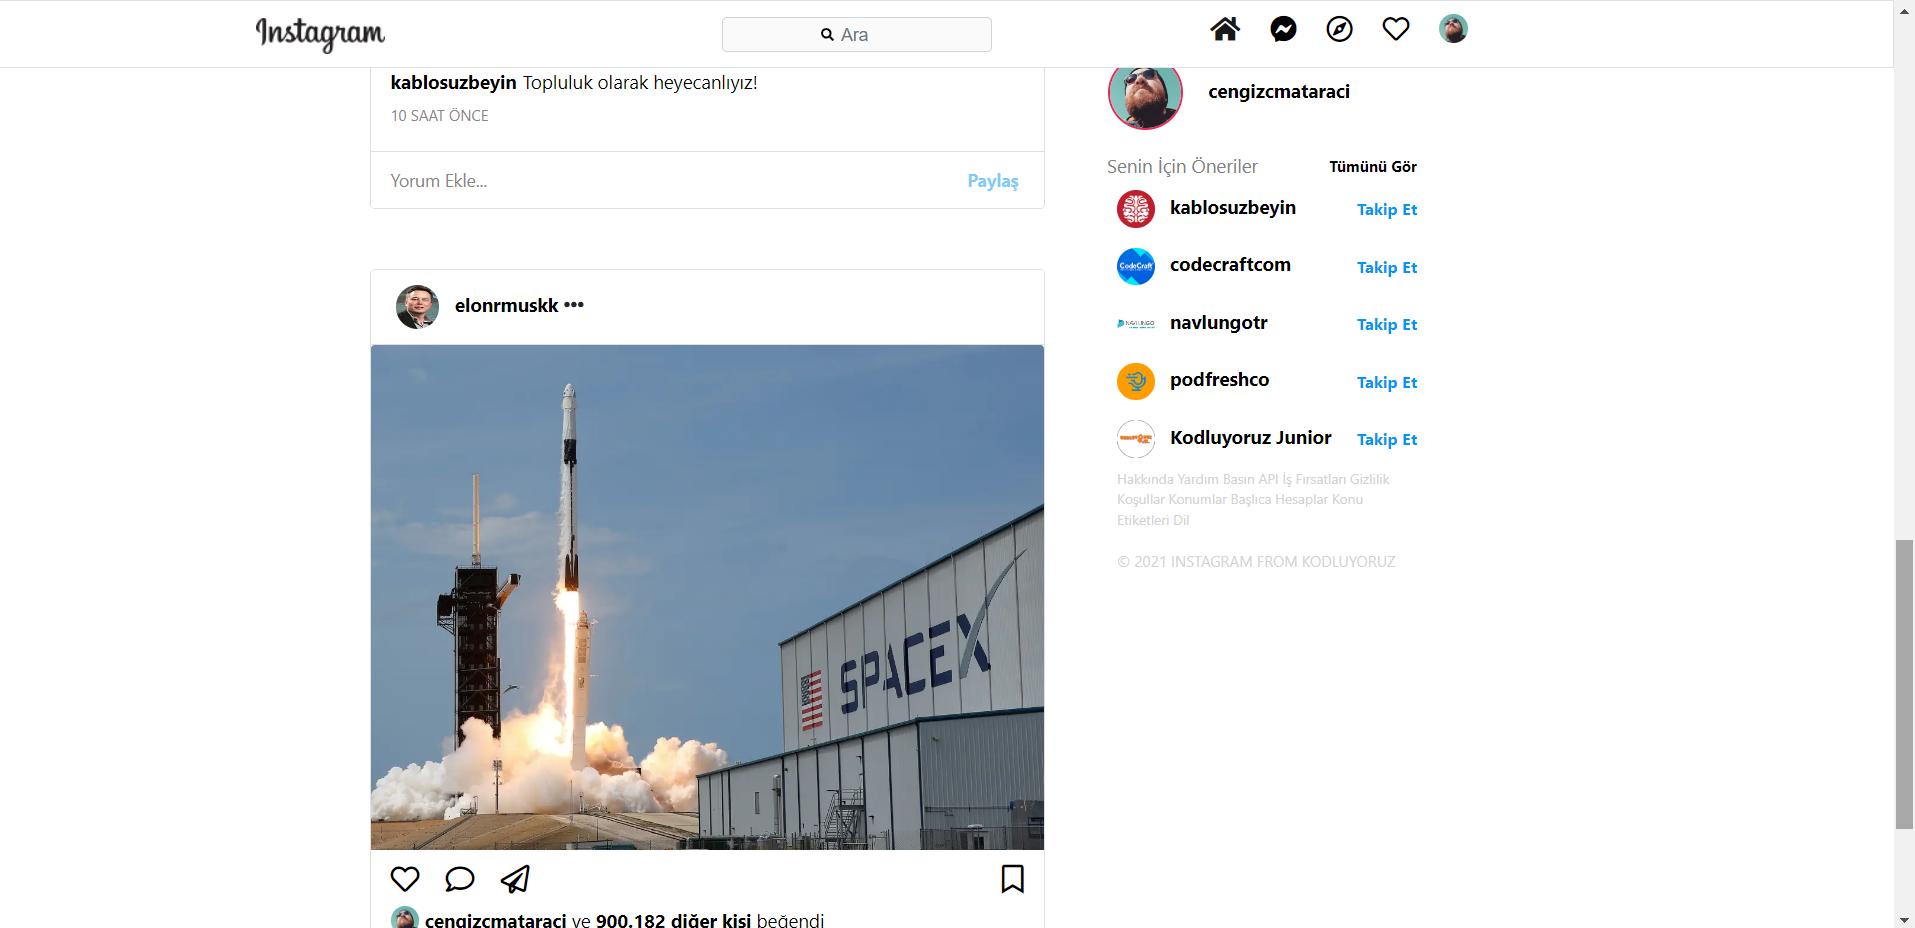 Instagram
Ara
kablosuzbeyin Topluluk olarak heyecanlıyız!
10 SAAT ÖNCE
Yorum Ekle...
Paylaş
elonrmuskk •••
SPACEX
cengizcmataraci ve 900.182 diğer kişi beğendi
cengizcmataraci
Senin İçin Öneriler
Tümünü Gör
kablosuzbeyin
Takip Et
CodeCraft
codecraftcom
Takip Et
NAVLUNGO
navlungotr
Takip Et
podfreshco
Takip Et
Kodluyoruz Junior
Takip Et
Hakkında Yardım Basın API İş Fırsatları Gizlilik
Koşullar Konumlar Başlıca Hesaplar Konu
Etiketleri Dil
© 2021 INSTAGRAM FROM KODLUYORUZ